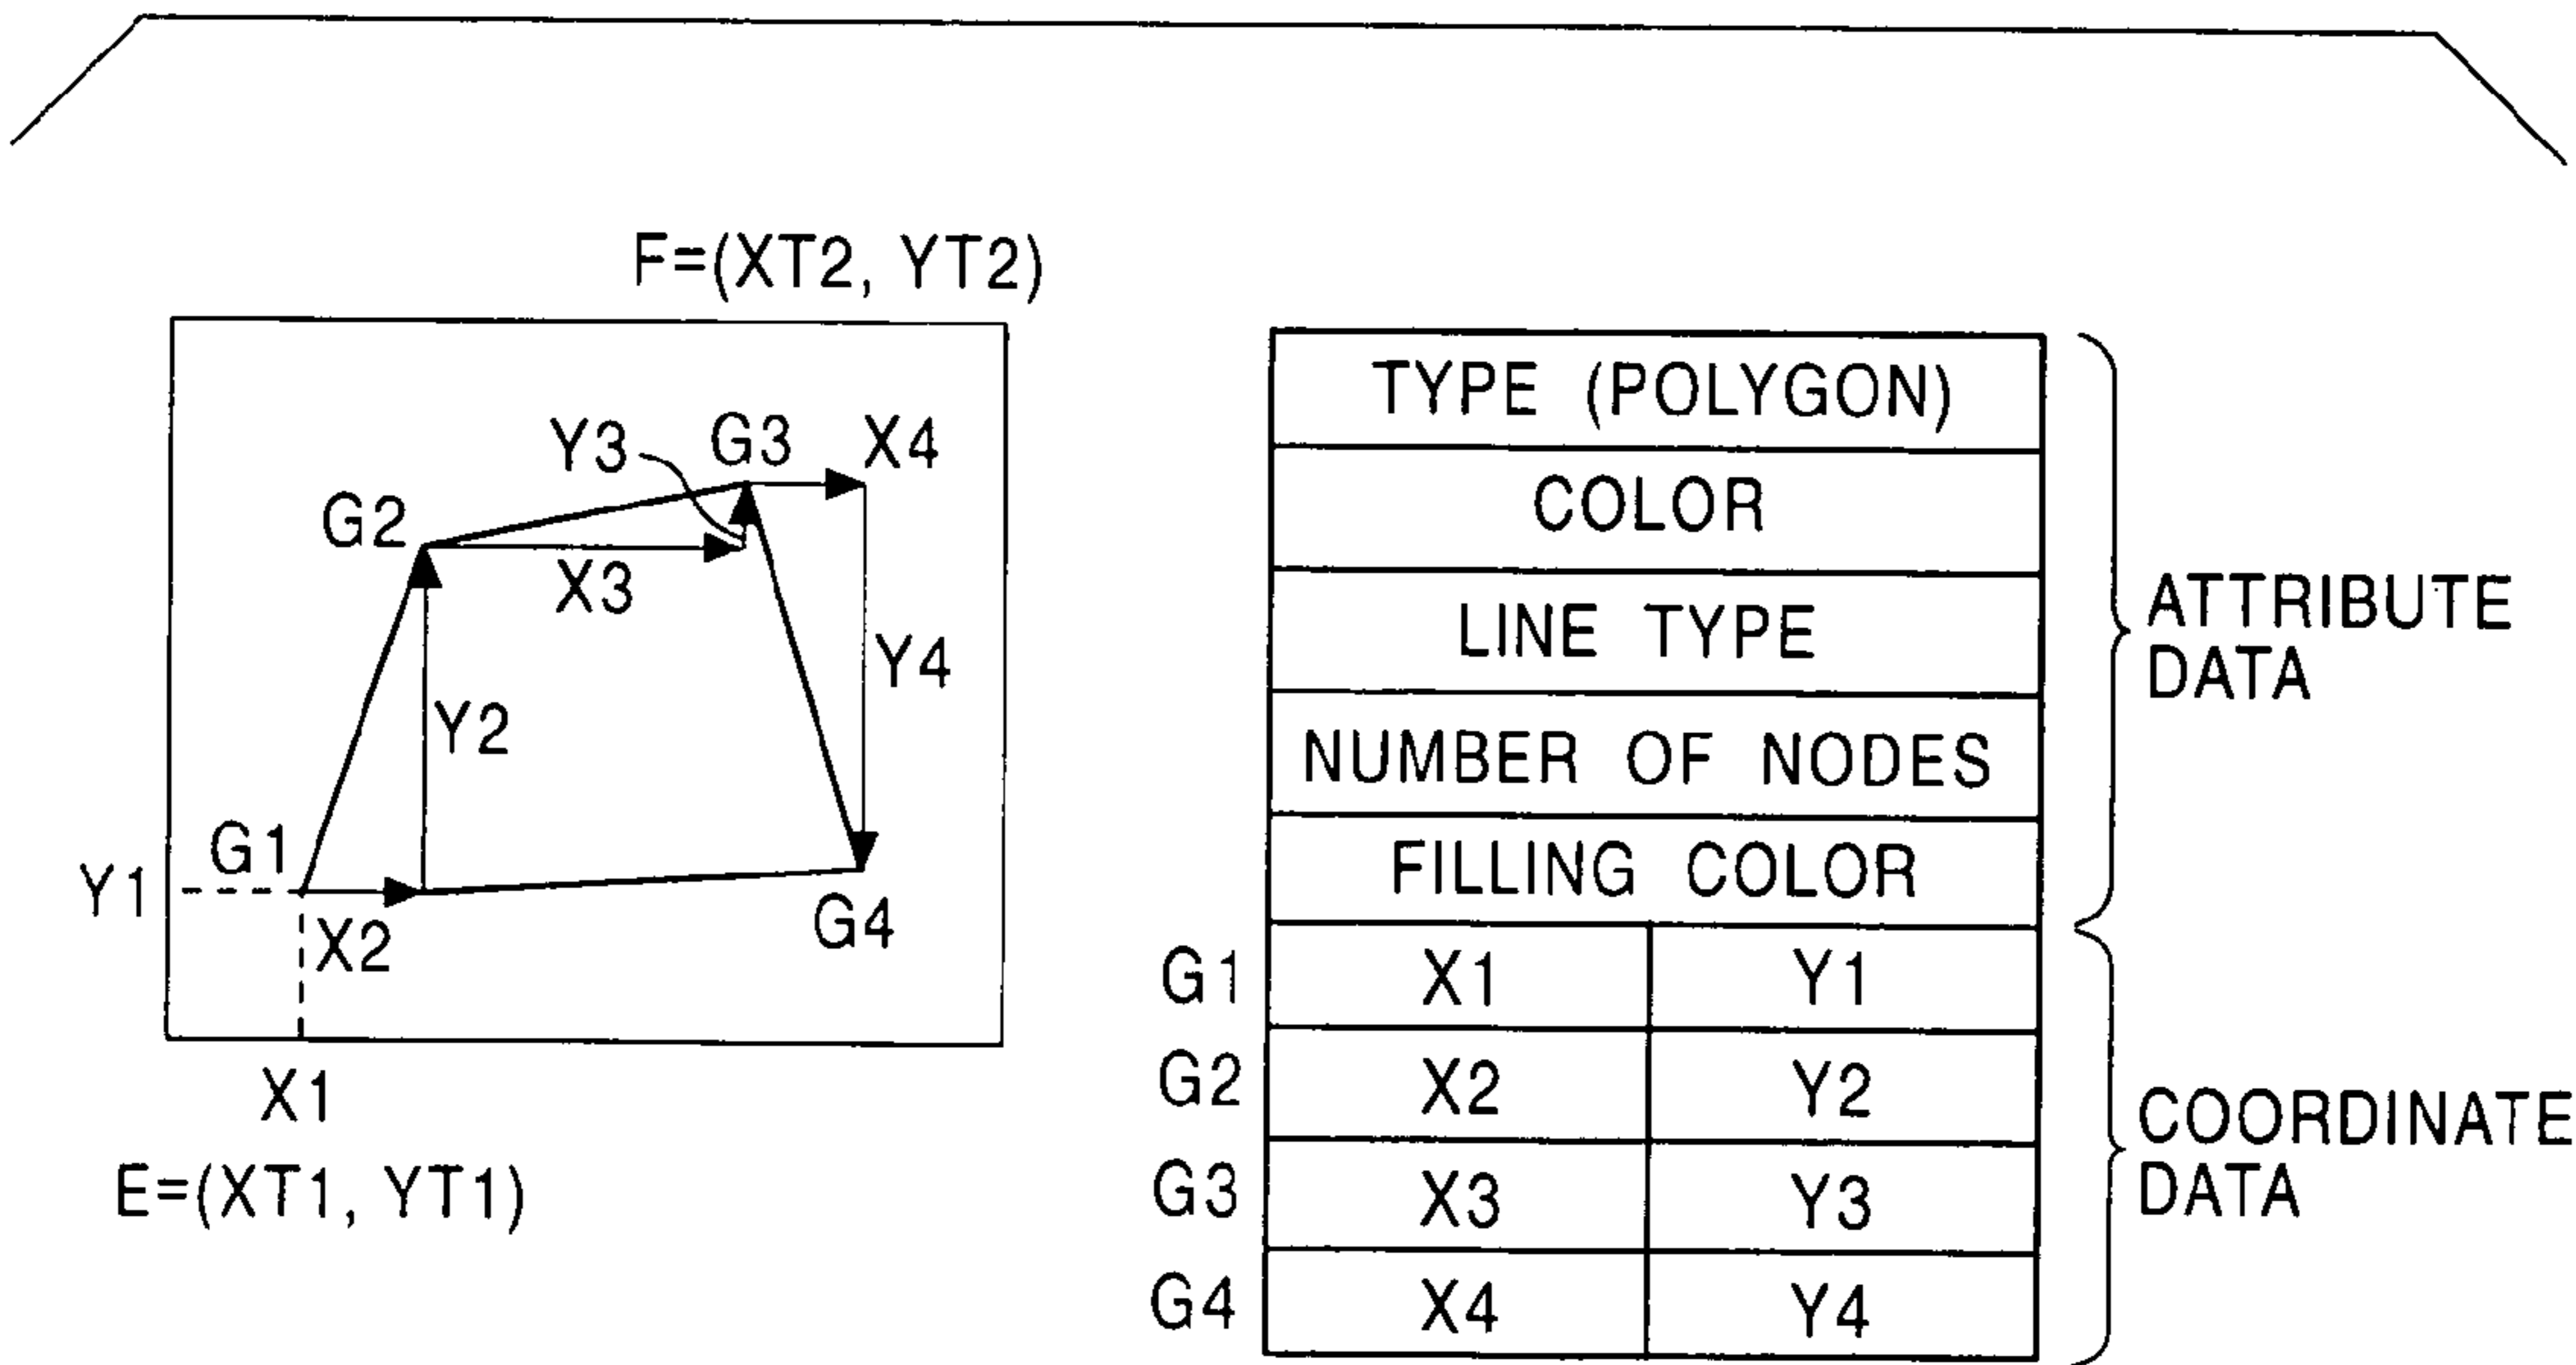 F=(XT2, YT2)
Y3
G3
X4
G2
X3
Y4
Y2
G1
Y1
X2
G4
X1
E=(XT1, YT1)
TYPE (POLYGON)
COLOR
LINE TYPE
NUMBER OF NODES
FILLING COLOR
ATTRIBUTE
DATA
G1 X1 Y1
G2 X2 Y2
G3 X3 Y3
G4 X4 Y4
COORDINATE
DATA